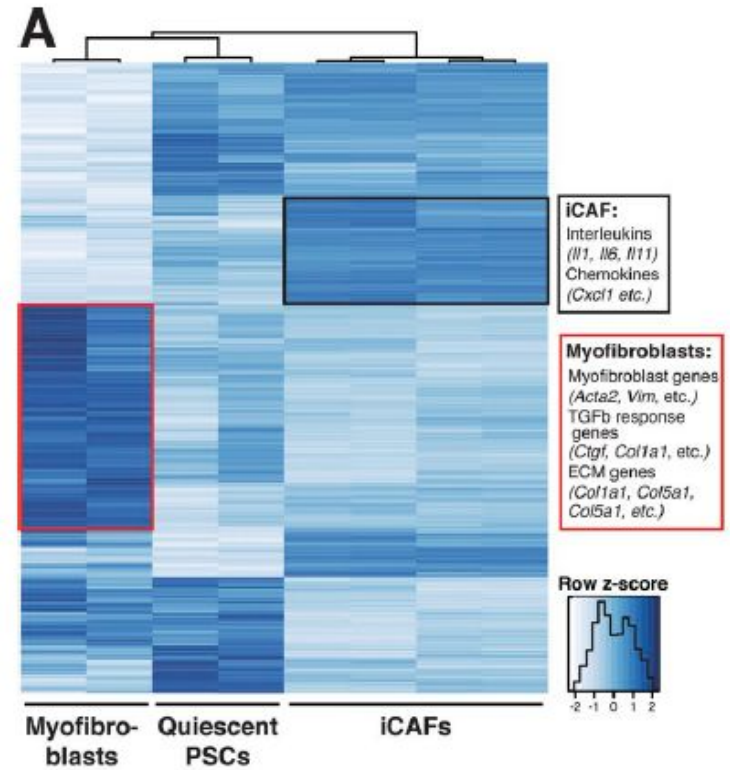 A
iCAF:
Interleukins
(Il1, Il6, Il11)
Chemokines
(Cxcl1 etc.)
Myofibroblasts:
Myofibroblast genes
(Acta2, Vim, etc.)
TGFb response
genes
(Ctgf, Col1a1, etc.)
ECM genes
(Col1a1, Col5a1,
Col5a1, etc.)
Row z-score
-2 -1 0 1 2
Myofibro-
blasts
Quiescent
PSCs
iCAFs